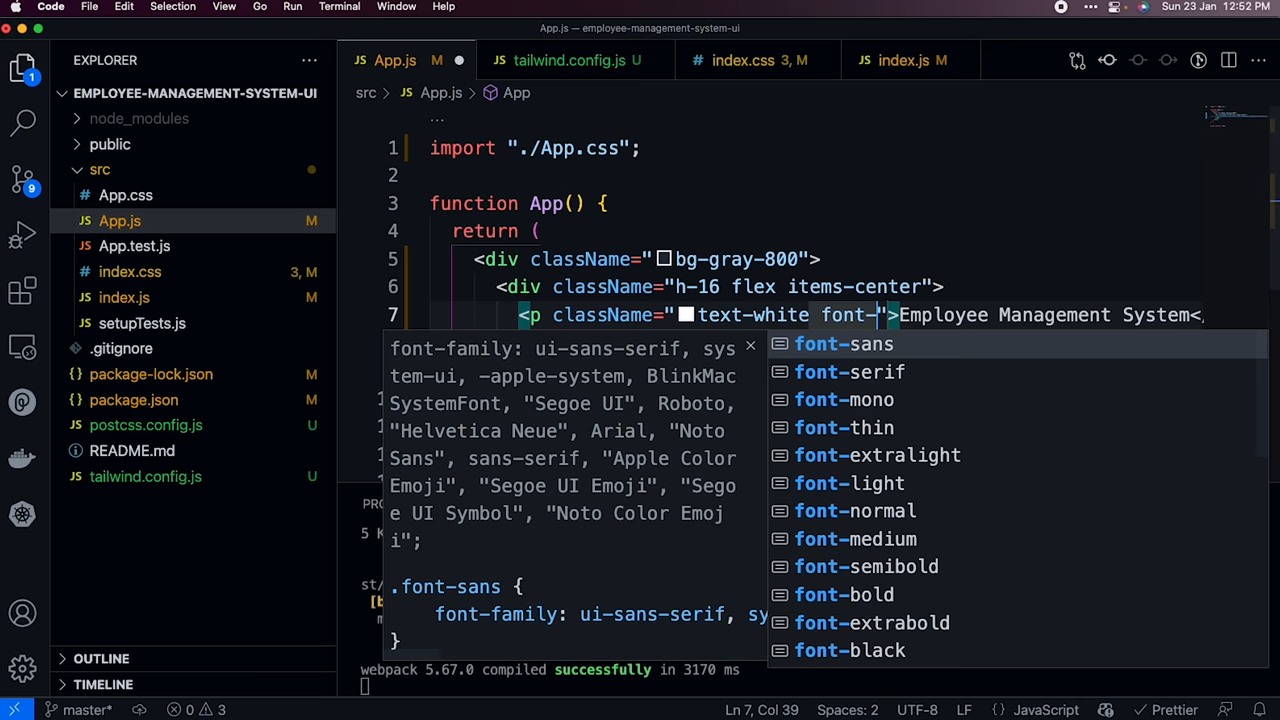 Code File Edit Selection View Go Run Terminal Window Help Sun 23 Jan 12:52 PM
App.js — employee-management-system-ui
EXPLORER
App.js M
tailwind.config.js U
index.css 3, M
index.js M
1
EMPLOYEE-MANAGEMENT-SYSTEM-UI
node_modules
public
src
App.css
App.js M
App.test.js
index.css 3, M
index.js M
setupTests.js
.gitignore
package-lock.json M
package.json M
postcss.config.js U
README.md
tailwind.config.js U
9
OUTLINE
TIMELINE
src > JS App.js > App
...
1 import "./App.css";
2
3 function App() {
4 return (
5 <div className="bg-gray-800">
6 <div className="h-16 flex items-center">
7 <p className="text-white font-">Employee Management System</
font-family: ui-sans-serif, sys
tem-ui, -apple-system, BlinkMac
SystemFont, "Segoe UI", Roboto,
"Helvetica Neue", Arial, "Noto
Sans", sans-serif, "Apple Color
Emoji", "Segoe UI Emoji", "Sego
e UI Symbol", "Noto Color Emoj
i";
.font-sans {
font-family: ui-sans-serif, sy
}
font-sans
font-serif
font-mono
font-thin
font-extralight
font-light
font-normal
font-medium
font-semibold
font-bold
font-extrabold
font-black
webpack 5.67.0 compiled successfully in 3170 ms
master* 0 3 Ln 7, Col 39 Spaces: 2 UTF-8 LF {} JavaScript Prettier